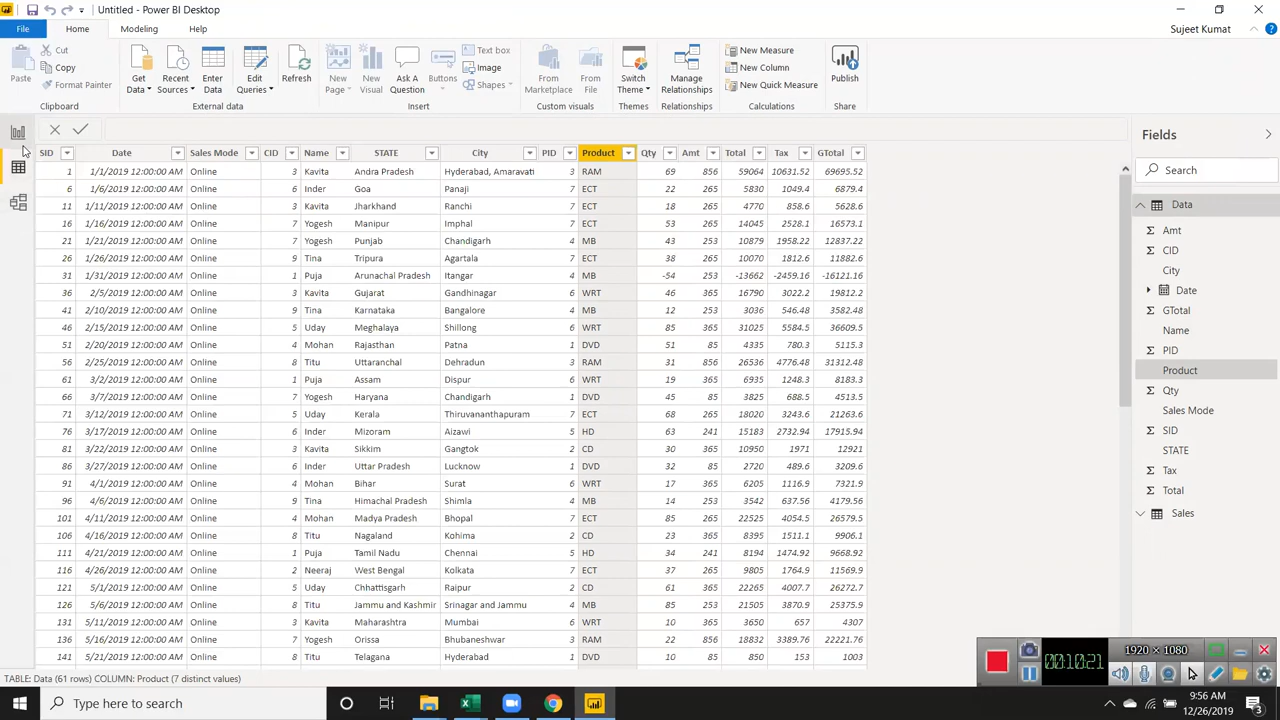 Untitled - Power BI Desktop
File Home Modeling Help Sujeet Kumat
Paste Cut Copy Format Painter Get Data Recent Sources Enter Data Edit Queries Refresh New Page New Visual Ask A Question Buttons Text box Image Shapes From Marketplace From File Switch Theme Manage Relationships New Measure New Column New Quick Measure Publish
Clipboard External data Insert Custom visuals Themes Relationships Calculations Share
SID Date Sales Mode CID Name STATE City PID Product Qty Amt Total Tax GTotal
1 1/1/2019 12:00:00 AM Online 3 Kavita Andra Pradesh Hyderabad, Amaravati 3 RAM 69 856 59064 10631.52 69695.52
6 1/6/2019 12:00:00 AM Online 6 Inder Goa Panaji 7 ECT 22 265 5830 1049.4 6879.4
11 1/11/2019 12:00:00 AM Online 3 Kavita Jharkhand Ranchi 7 ECT 18 265 4770 858.6 5628.6
16 1/16/2019 12:00:00 AM Online 7 Yogesh Manipur Imphal 7 ECT 53 265 14045 2528.1 16573.1
21 1/21/2019 12:00:00 AM Online 7 Yogesh Punjab Chandigarh 4 MB 43 253 10879 1958.22 12837.22
26 1/26/2019 12:00:00 AM Online 9 Tina Tripura Agartala 7 ECT 38 265 10070 1812.6 11882.6
31 1/31/2019 12:00:00 AM Online 1 Puja Arunachal Pradesh Itangar 4 MB -54 253 -13662 -2459.16 -16121.16
36 2/5/2019 12:00:00 AM Online 3 Kavita Gujarat Gandhinagar 6 WRT 46 365 16790 3022.2 19812.2
41 2/10/2019 12:00:00 AM Online 9 Tina Karnataka Bangalore 4 MB 12 253 3036 546.48 3582.48
46 2/15/2019 12:00:00 AM Online 5 Uday Meghalaya Shillong 6 WRT 85 365 31025 5584.5 36609.5
51 2/20/2019 12:00:00 AM Online 4 Mohan Rajasthan Patna 1 DVD 51 85 4335 780.3 5115.3
56 2/25/2019 12:00:00 AM Online 8 Titu Uttaranchal Dehradun 3 RAM 31 856 26536 4776.48 31312.48
61 3/2/2019 12:00:00 AM Online 1 Puja Assam Dispur 6 WRT 19 365 6935 1248.3 8183.3
66 3/7/2019 12:00:00 AM Online 7 Yogesh Haryana Chandigarh 1 DVD 45 85 3825 688.5 4513.5
71 3/12/2019 12:00:00 AM Online 5 Uday Kerala Thiruvananthapuram 7 ECT 68 265 18020 3243.6 21263.6
76 3/17/2019 12:00:00 AM Online 6 Inder Mizoram Aizawi 5 HD 63 241 15183 2732.94 17915.94
81 3/22/2019 12:00:00 AM Online 3 Kavita Sikkim Gangtok 2 CD 30 365 10950 1971 12921
86 3/27/2019 12:00:00 AM Online 6 Inder Uttar Pradesh Lucknow 1 DVD 32 85 2720 489.6 3209.6
91 4/1/2019 12:00:00 AM Online 4 Mohan Bihar Surat 6 WRT 17 365 6205 1116.9 7321.9
96 4/6/2019 12:00:00 AM Online 9 Tina Himachal Pradesh Shimla 4 MB 14 253 3542 637.56 4179.56
101 4/11/2019 12:00:00 AM Online 4 Mohan Madya Pradesh Bhopal 7 ECT 85 265 22525 4054.5 26579.5
106 4/16/2019 12:00:00 AM Online 8 Titu Nagaland Kohima 2 CD 23 365 8395 1511.1 9906.1
111 4/21/2019 12:00:00 AM Online 1 Puja Tamil Nadu Chennai 5 HD 34 241 8194 1474.92 9668.92
116 4/26/2019 12:00:00 AM Online 2 Neeraj West Bengal Kolkata 7 ECT 37 265 9805 1764.9 11569.9
121 5/1/2019 12:00:00 AM Online 5 Uday Chhattisgarh Raipur 2 CD 61 365 22265 4007.7 26272.7
126 5/6/2019 12:00:00 AM Online 8 Titu Jammu and Kashmir Srinagar and Jammu 4 MB 85 253 21505 3870.9 25375.9
131 5/11/2019 12:00:00 AM Online 3 Kavita Maharashtra Mumbai 6 WRT 10 365 3650 657 4307
136 5/16/2019 12:00:00 AM Online 7 Yogesh Orissa Bhubaneshwar 3 RAM 22 856 18832 3389.76 22221.76
141 5/21/2019 12:00:00 AM Online 8 Titu Telagana Hyderabad 1 DVD 10 85 850 153 1003
Fields
Search
Data
Amt
CID
City
Date
GTotal
Name
PID
Product
Qty
Sales Mode
SID
STATE
Tax
Total
Sales
1920 × 1080
00:10:21
TABLE: Data (61 rows) COLUMN: Product (7 distinct values)
Type here to search
9:56 AM
12/26/2019
3